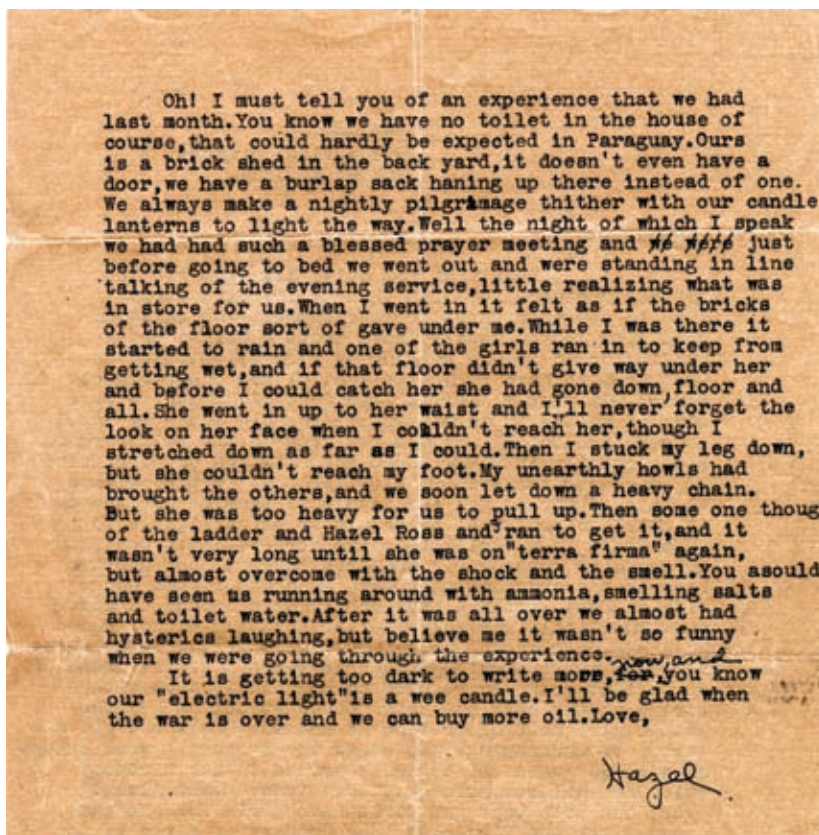 Oh! I must tell you of an experience that we had
last month.You know we have no toilet in the house of
course,that could hardly be expected in Paraguay.Ours
is a brick shed in the back yard,it doesn't even have a
door,we have a burlap sack haning up there instead of one.
We always make a nightly pilgrimage thither with our candle
lanterns to light the way.Well the night of which I speak
we had had such a blessed prayer meeting and we were just
before going to bed we went out and were standing in line
talking of the evening service,little realizing what was
in store for us.When I went in it felt as if the bricks
of the floor sort of gave under me.While I was there it
started to rain and one of the girls ran in to keep from
getting wet,and if that floor didn't give way under her
and before I could catch her she had gone down,floor and
all.She went in up to her waist and I'll never forget the
look on her face when I couldn't reach her,though I
stretched down as far as I could.Then I stuck my leg down,
but she couldn't reach my foot.My unearthly howls had
brought the others,and we soon let down a heavy chain.
But she was too heavy for us to pull up.Then some one thoug
of the ladder and Hazel Ross and ran to get it,and it
wasn't very long until she was on"terra firma" again,
but almost overcome with the shock and the smell.You asould
have seen us running around with ammonia,smelling salts
and toilet water.After it was all over we almost had
hysterics laughing,but believe me it wasn't so funny
when we were going through the experience.
now, and
It is getting too dark to write more,for,you know
our "electric light"is a wee candle.I'll be glad when
the war is over and we can buy more oil.Love,
Hazel